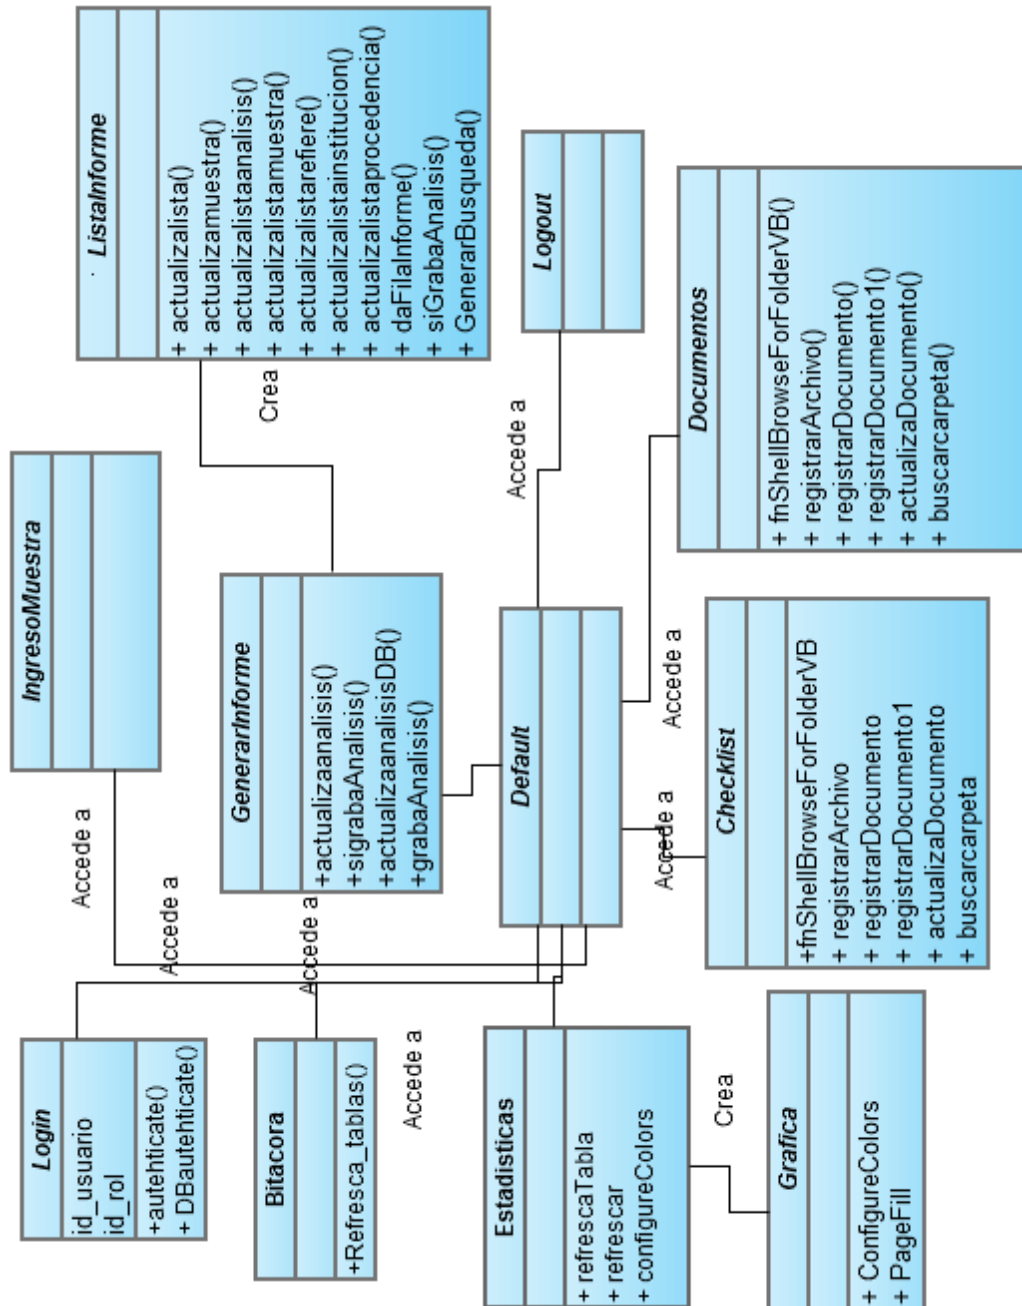 Login
id_usuario
id_rol
+autehticate()
+ DBautehticate()
Accede a
IngresoMuestra
Accede a
ListaInforme
+ actualizalista()
+ actualizamuestra()
+ actualizalistaanalisis()
+ actualizalistamuestra()
+ actualizalistarefiere()
+ actualizalistainstitucion()
+ actualizalistaprocedencia()
+ daFilaInforme()
+ siGrabaAnalisis()
+ GenerarBusqueda()
Crea
Bitacora
+Refresca_tablas()
Accede a
GenerarInforme
+actualizaanalisis()
+sigrabaAnalisis()
+actualizaanalisisDB()
+grabaAnalisis()
Accede a
Estadisticas
+ refrescaTabla
+ refrescar
+ configureColors
Default
Accede a
Logout
Crea
Accede a
Accede a
Grafica
+ ConfigureColors
+ PageFill
Checklist
+fnShellBrowseForFolderVB
+ registrarArchivo
+ registrarDocumento
+ registrarDocumento1
+ actualizaDocumento
+ buscarcarpeta
Documentos
+ fnShellBrowseForFolderVB()
+ registrarArchivo()
+ registrarDocumento()
+ registrarDocumento1()
+ actualizaDocumento()
+ buscarcarpeta()